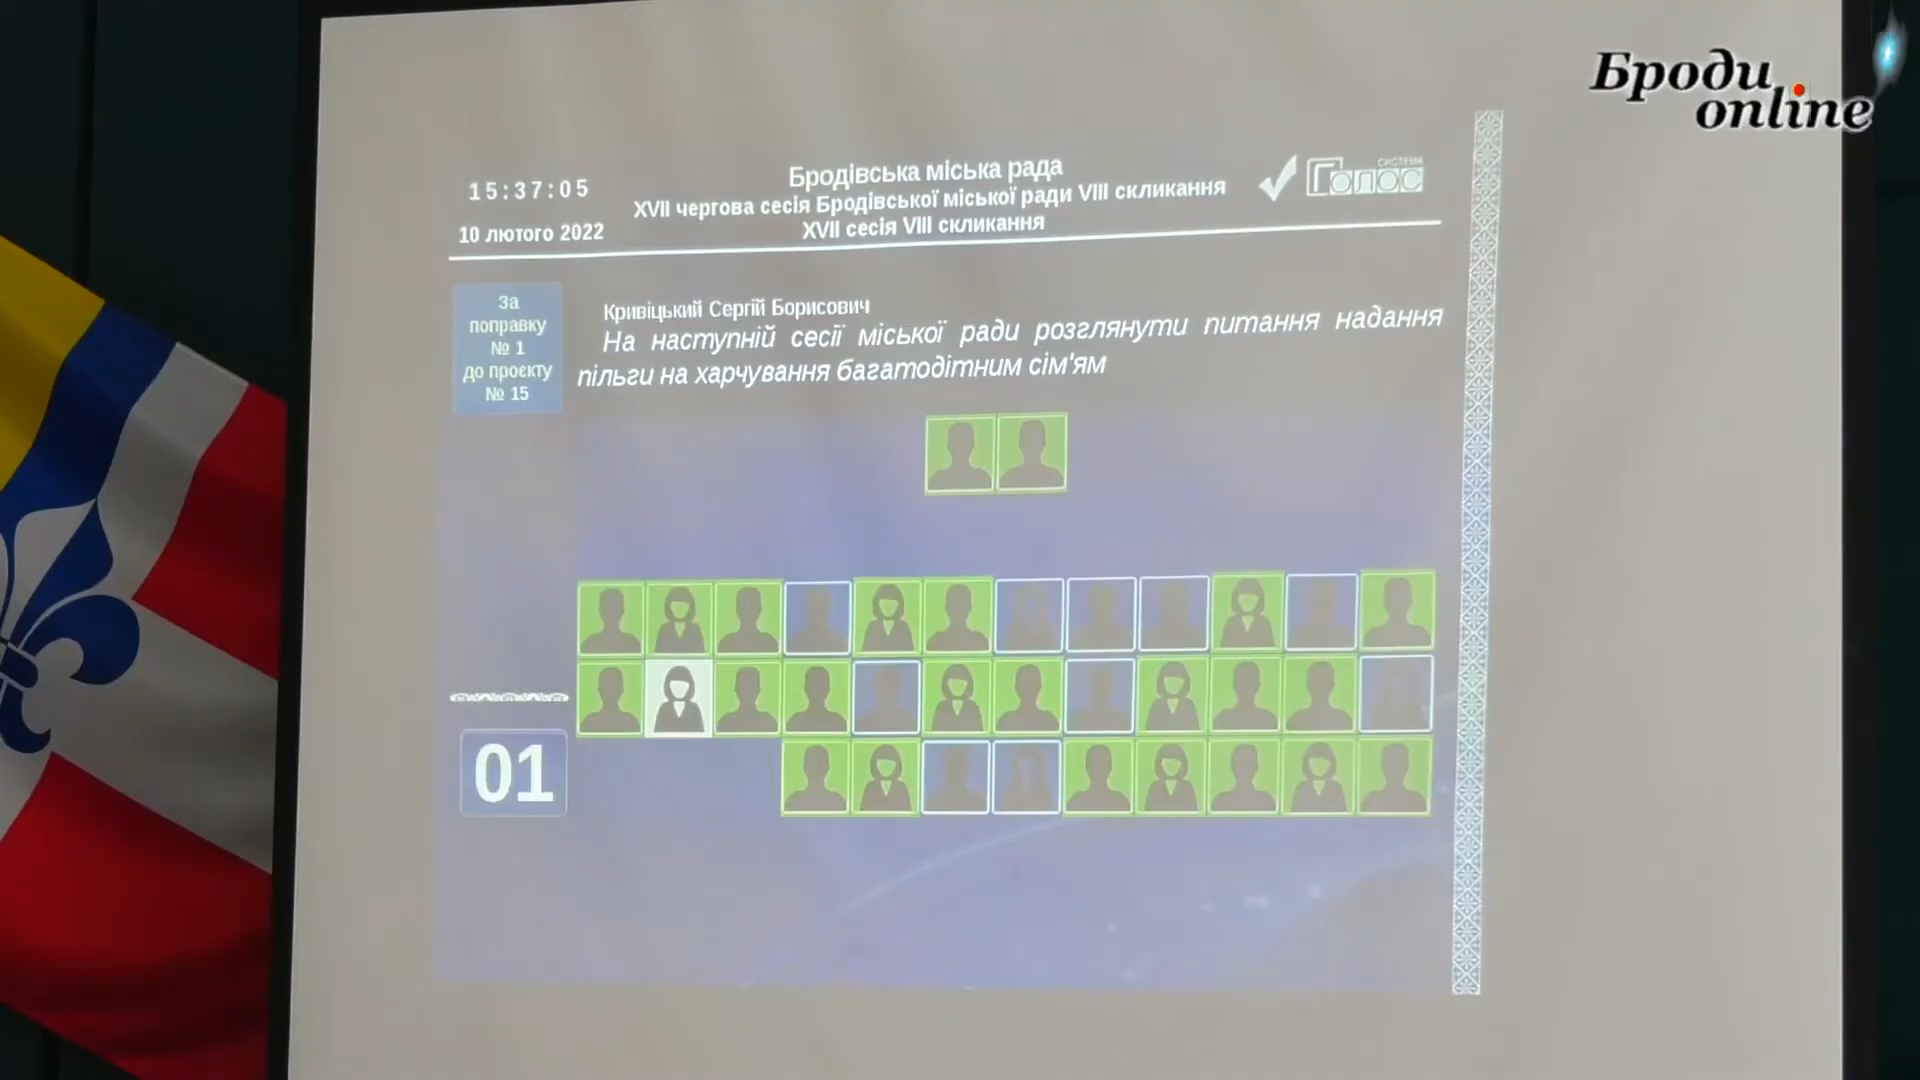 Броди
online
15:37:05
10 лютого 2022
Бродівська міська рада
XVII чергова сесія Бродівської міської ради VIII скликання
XVII сесія VIII скликання
СИСТЕМА
Голос
За
поправку
№ 1
до проєкту
№ 15
Кривіцький Сергій Борисович
На наступній сесії міської ради розглянути питання надання
пільги на харчування багатодітним сім'ям
01